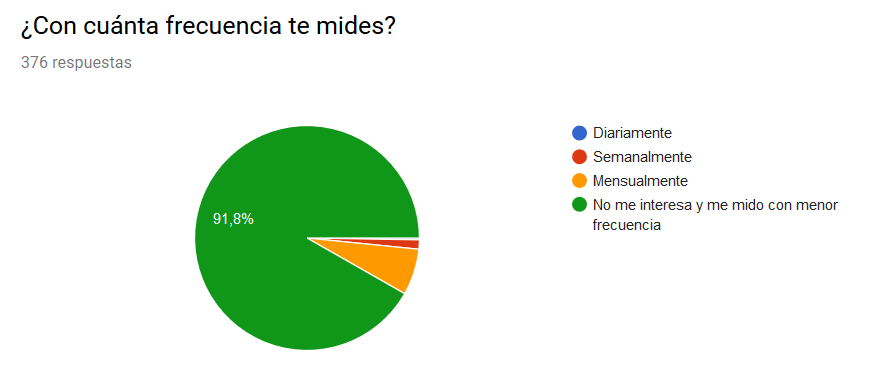 ¿Con cuánta frecuencia te mides?
376 respuestas
91,8%
Diariamente
Semanalmente
Mensualmente
No me interesa y me mido con menor
frecuencia